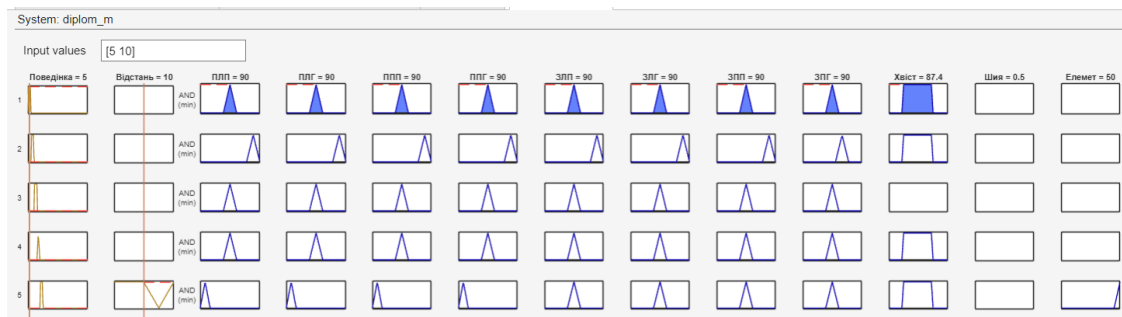 System: diplom_m
Input values [5 10]
Поведінка = 5 Відстань = 10 ПЛП = 90 ПЛГ = 90 ППП = 90 ППГ = 90 ЗЛП = 90 ЗЛГ = 90 ЗПП = 90 ЗПГ = 90 Хвіст = 87.4 Шия = 0.5 Елемет = 50
1 AND
(min)
2 AND
(min)
3 AND
(min)
4 AND
(min)
5 AND
(min)